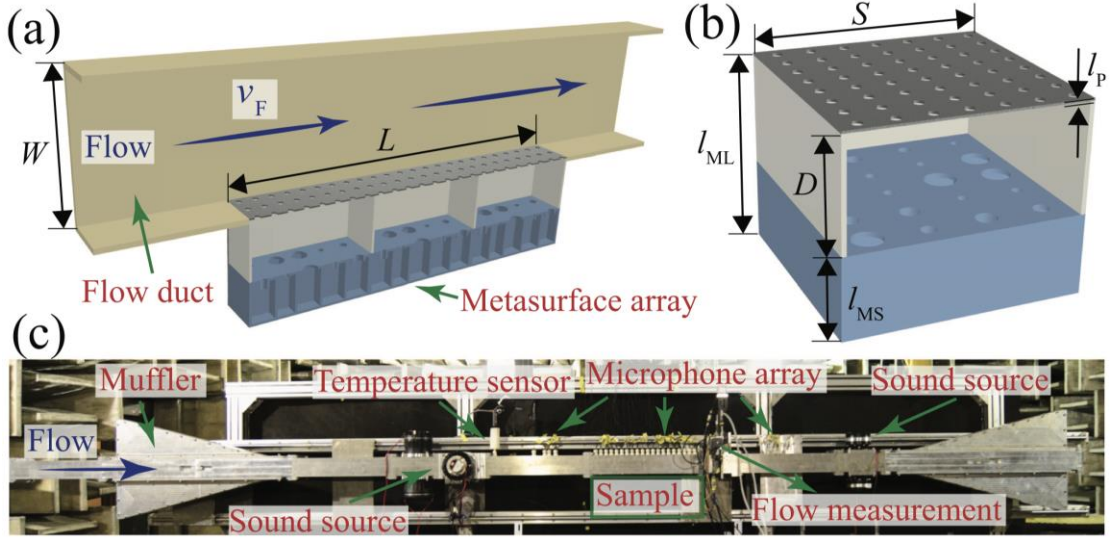 (a)
W
Flow
v_F
L
Flow duct
Metasurface array
(b)
S
l_P
l_ML
D
l_MS
(c)
Muffler
Temperature sensor
Microphone array
Sound source
Flow
Sound source
Sample
Flow measurement